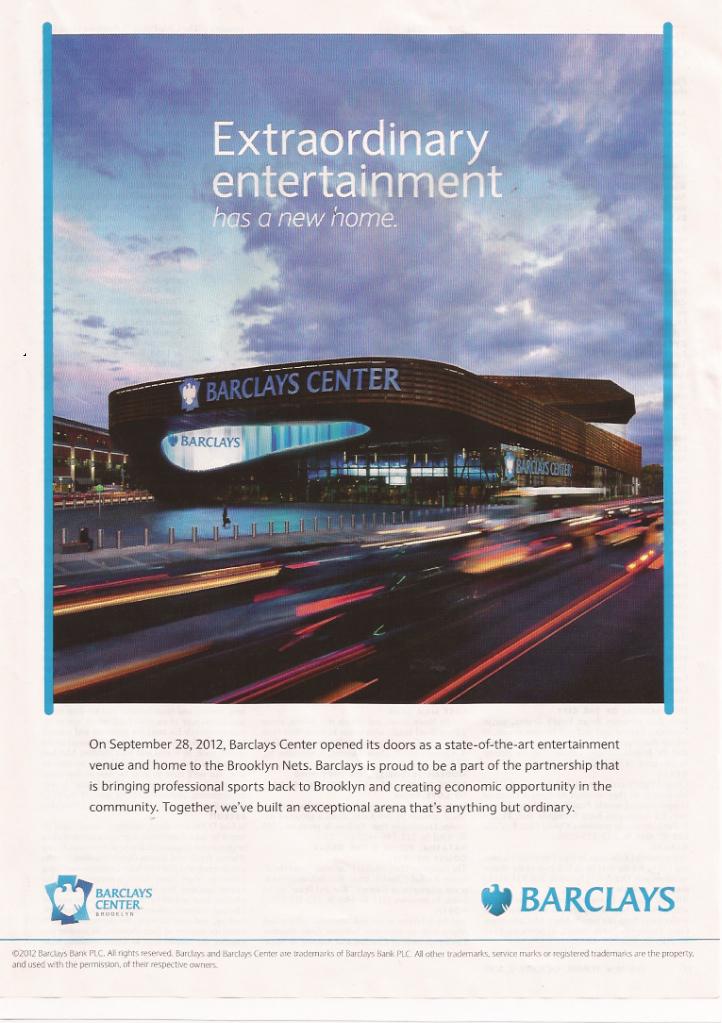 Extraordinary
entertainment
has a new home.
BARCLAYS CENTER
BARCLAYS
BARCLAYS CENTER
On September 28, 2012, Barclays Center opened its doors as a state-of-the-art entertainment
venue and home to the Brooklyn Nets. Barclays is proud to be a part of the partnership that
is bringing professional sports back to Brooklyn and creating economic opportunity in the
community. Together, we've built an exceptional arena that's anything but ordinary.
BARCLAYS
CENTER
BROOKLYN
BARCLAYS
©2012 Barclays Bank PLC. All rights reserved. Barclays and Barclays Center are trademarks of Barclays Bank PLC. All other trademarks, service marks or registered trademarks are the property,
and used with the permission, of their respective owners.